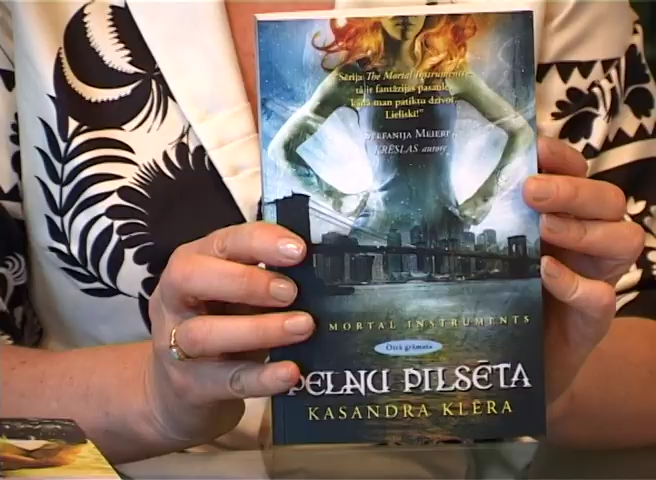 "Sērija The Mortal Instruments –
tā ir fantāzijas pasaule,
kādā man patiktu dzīvot.
Lieliski!"
STEFANIJA MEIERE
KRĒSLAS autore
MORTAL INSTRUMENTS
Otrā grāmata
PELNU PILSĒTA
KASANDRA KLĒRA